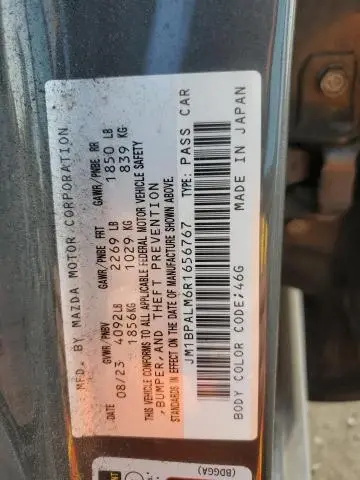 MFD. BY MAZDA MOTOR CORPORATION
GVWR/PNBV GAWR/PNBE FRT GAWR/PNBE RR
DATE 08/23 4092LB 2269 LB 1850 LB
1856KG 1029 KG 839 KG
THIS VEHICLE CONFORMS TO ALL APPLICABLE FEDERAL MOTOR VEHICLE SAFETY
,BUMPER, AND THEFT PREVENTION
STANDARDS IN EFFECT ON THE DATE OF MANUFACTURE SHOWN ABOVE.
JM1BPALM6R1656767 TYPE: PASS CAR
BODY COLOR CODE;46G MADE IN JAPAN
(BDGGA)